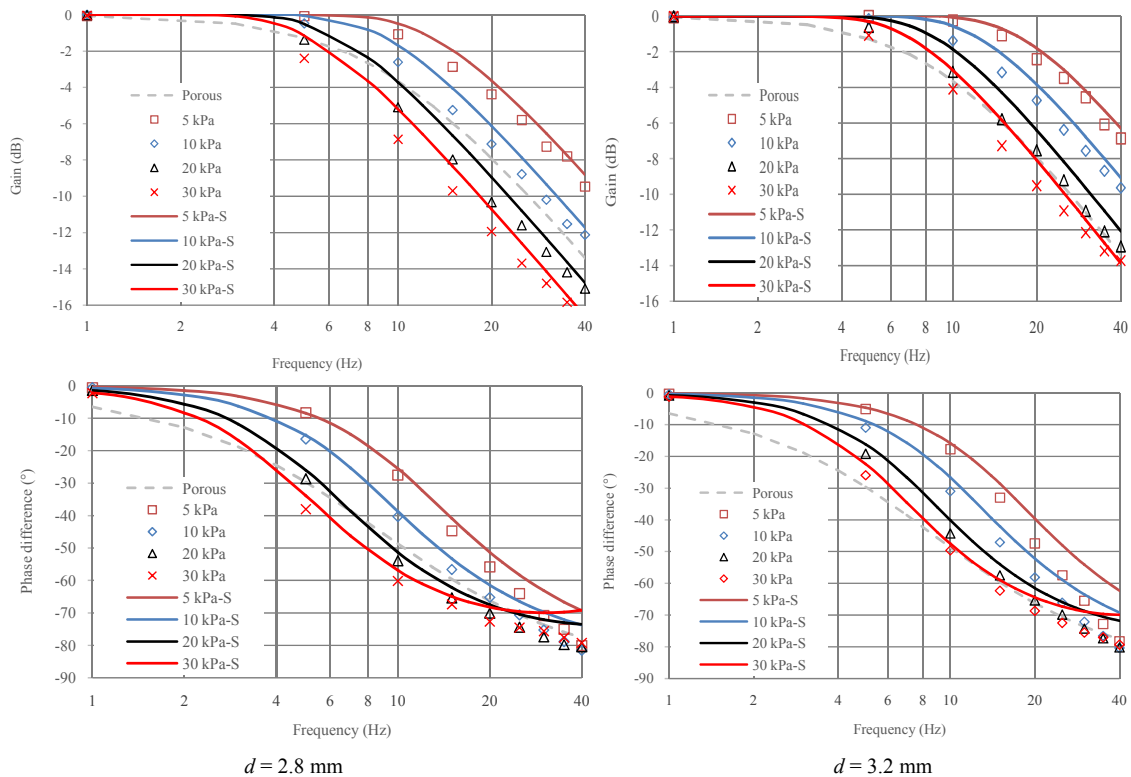 0
-2
-4
-6
-8
-10
-12
-14
-16
Gain (dB)
Porous
5 kPa
10 kPa
20 kPa
30 kPa
5 kPa-S
10 kPa-S
20 kPa-S
30 kPa-S
1 2 4 6 8 10 20 40
Frequency (Hz)
0
-2
-4
-6
-8
-10
-12
-14
-16
Gain (dB)
Porous
5 kPa
10 kPa
20 kPa
30 kPa
5 kPa-S
10 kPa-S
20 kPa-S
30 kPa-S
1 2 4 6 8 10 20 40
Frequency (Hz)
0
-10
-20
-30
-40
-50
-60
-70
-80
-90
Phase difference (°)
Porous
5 kPa
10 kPa
20 kPa
30 kPa
5 kPa-S
10 kPa-S
20 kPa-S
30 kPa-S
1 2 4 6 8 10 20 40
Frequency (Hz)
d = 2.8 mm
0
-10
-20
-30
-40
-50
-60
-70
-80
-90
Phase difference (°)
Porous
5 kPa
10 kPa
20 kPa
30 kPa
5 kPa-S
10 kPa-S
20 kPa-S
30 kPa-S
1 2 4 6 8 10 20 40
Frequency (Hz)
d = 3.2 mm